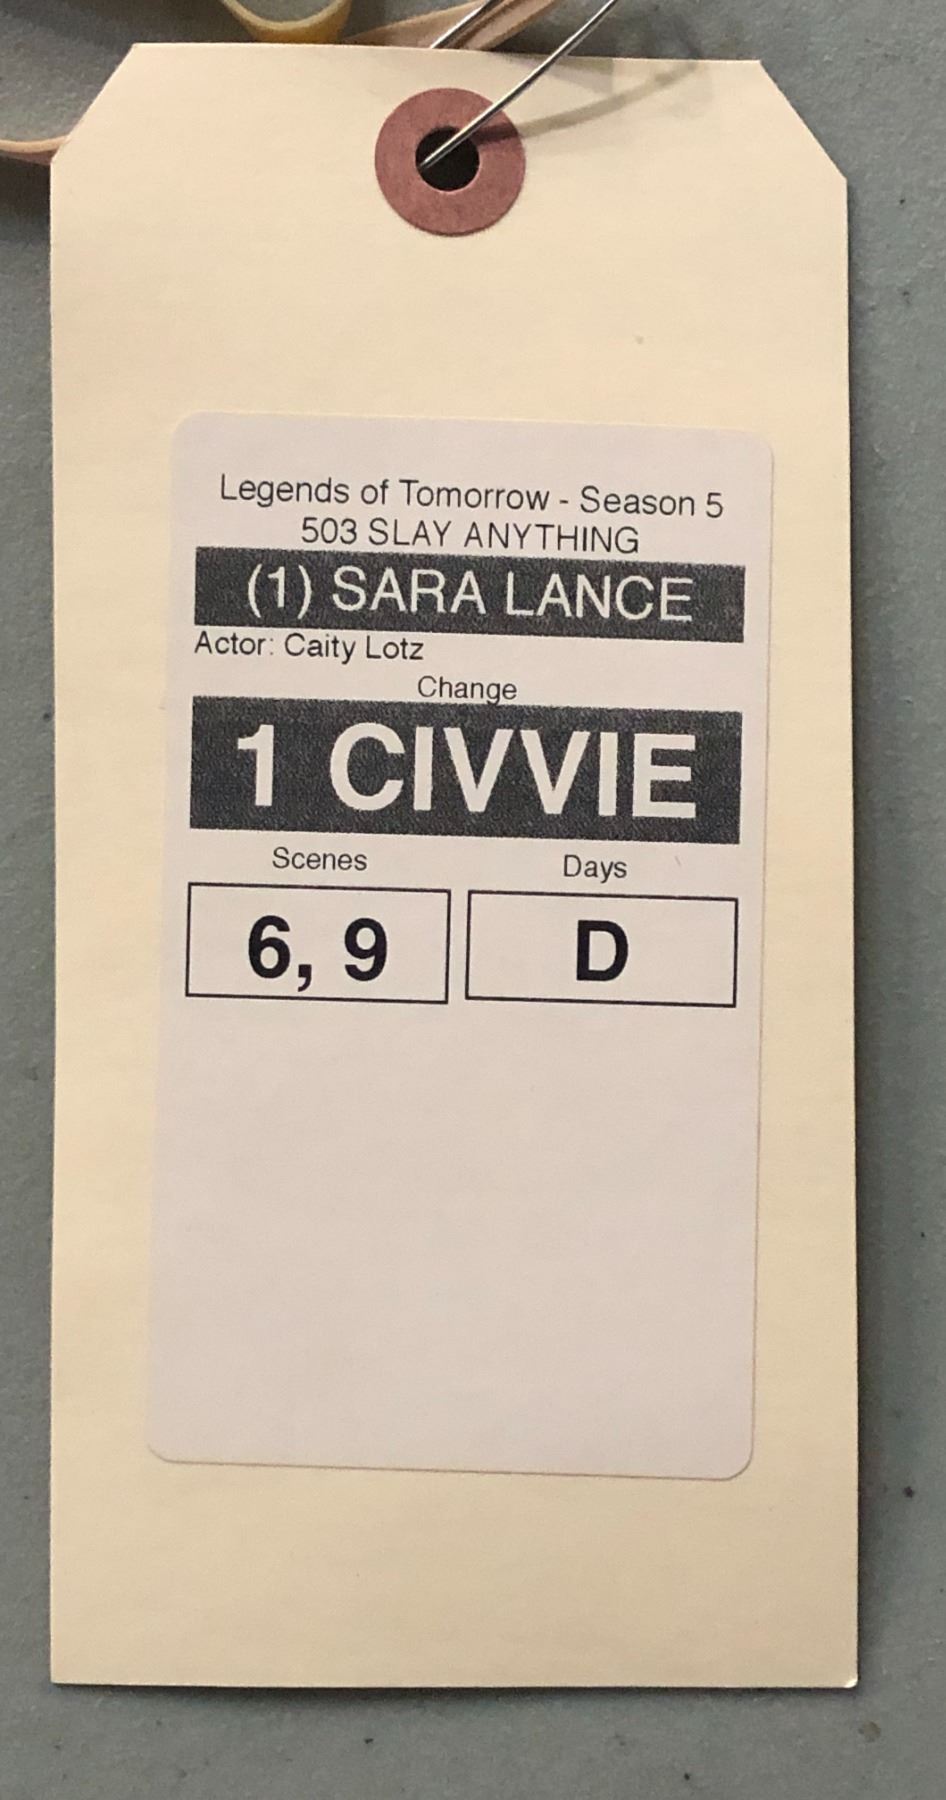 Legends of Tomorrow - Season 5
503 SLAY ANYTHING
(1) SARA LANCE
Actor: Caity Lotz
Change
1 CIVVIE
Scenes Days
6, 9 D